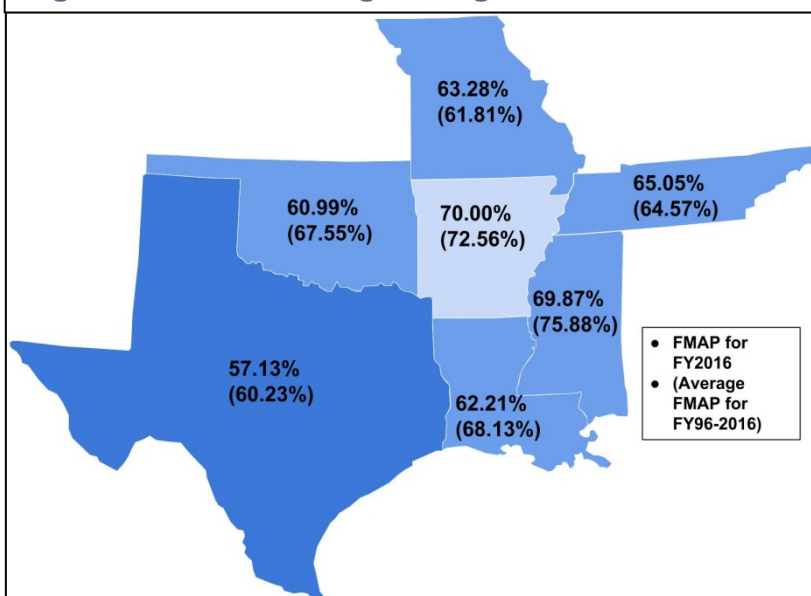 63.28%
(61.81%)
65.05%
(64.57%)
60.99%
(67.55%)
70.00%
(72.56%)
69.87%
(75.88%)
57.13%
(60.23%)
62.21%
(68.13%)
● FMAP for
FY2016
● (Average
FMAP for
FY96-2016)